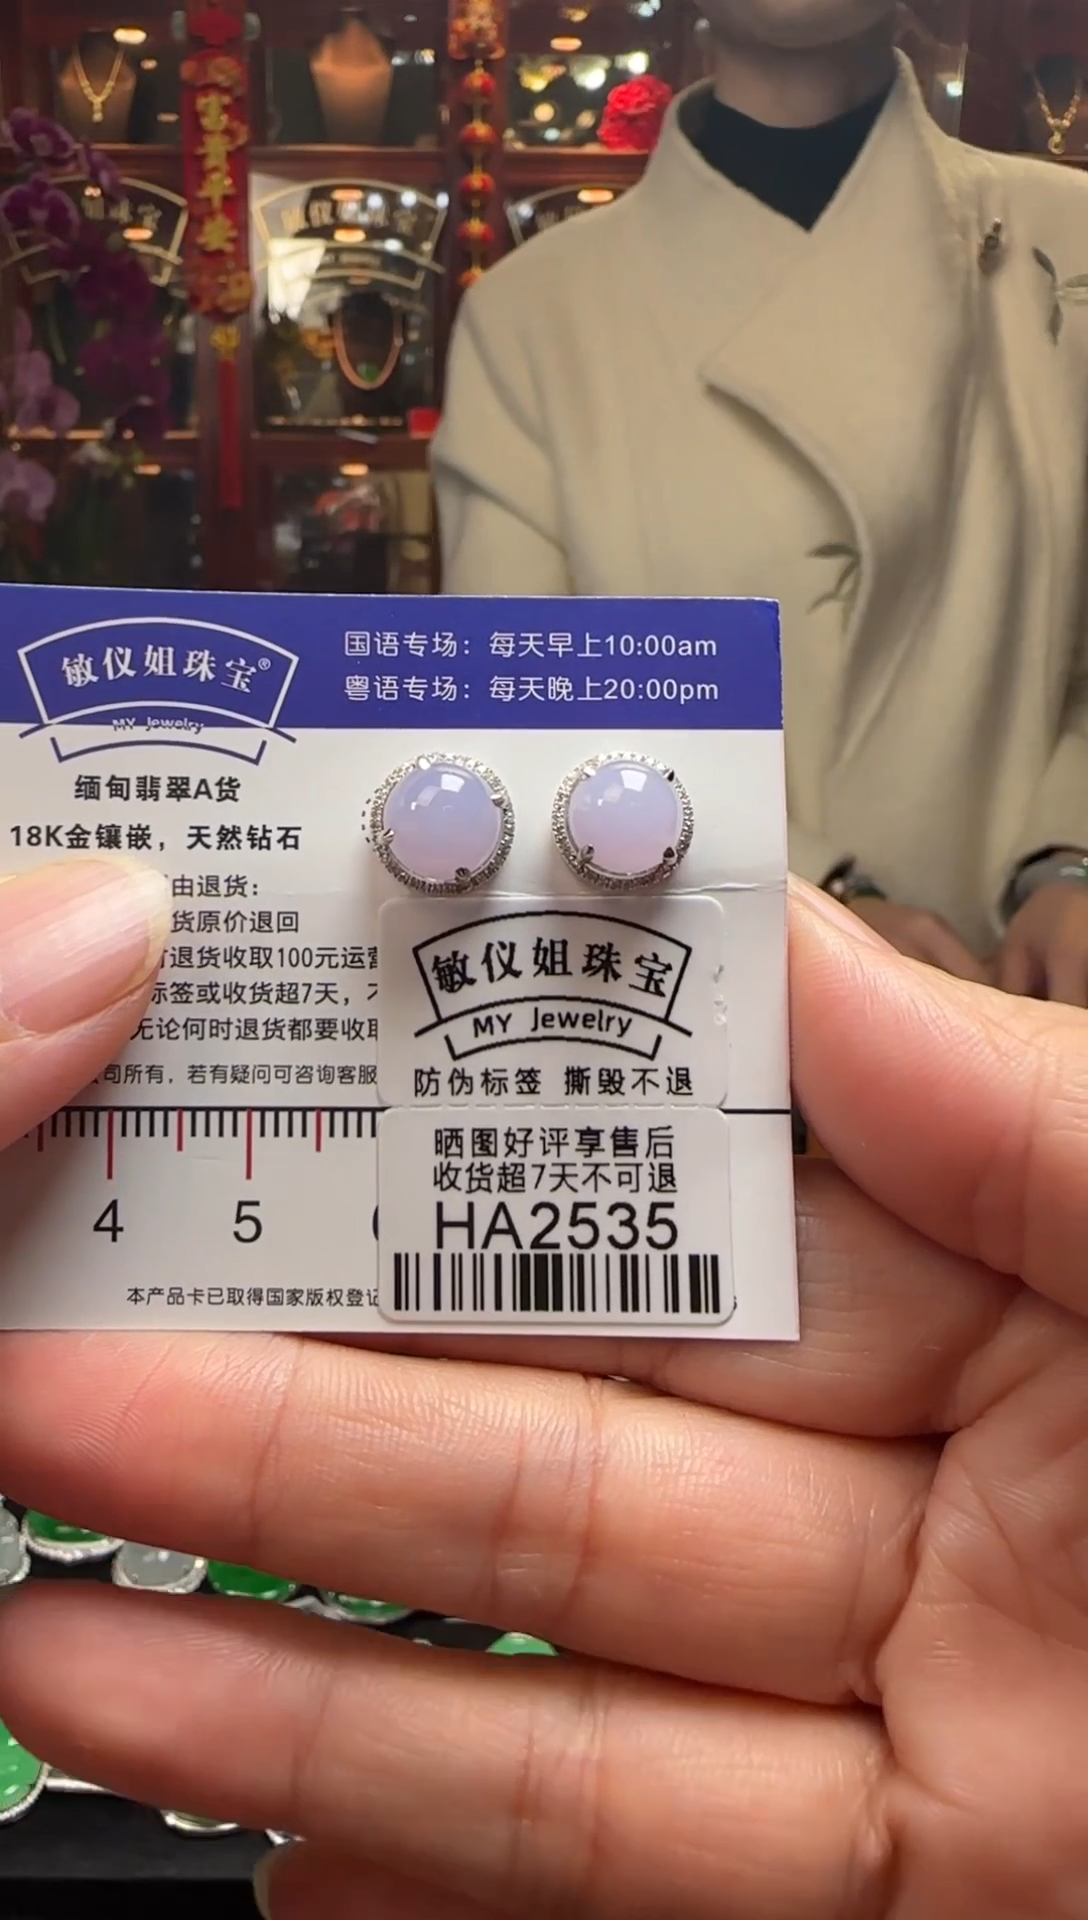 富贵平安
敏仪姐珠宝®
MY Jewelry
国语专场：每天早上10:00am
粤语专场：每天晚上20:00pm
缅甸翡翠A货
18K金镶嵌，天然钻石
由退货：
货原价退回
退货收取100元运营
标签或收货超7天，
无论何时退货都要收取
司所有，若有疑问可咨询客服
敏仪姐珠宝
MY Jewelry
防伪标签 撕毁不退
晒图好评享售后
收货超7天不可退
HA2535
4 5
本产品卡已取得国家版权登记